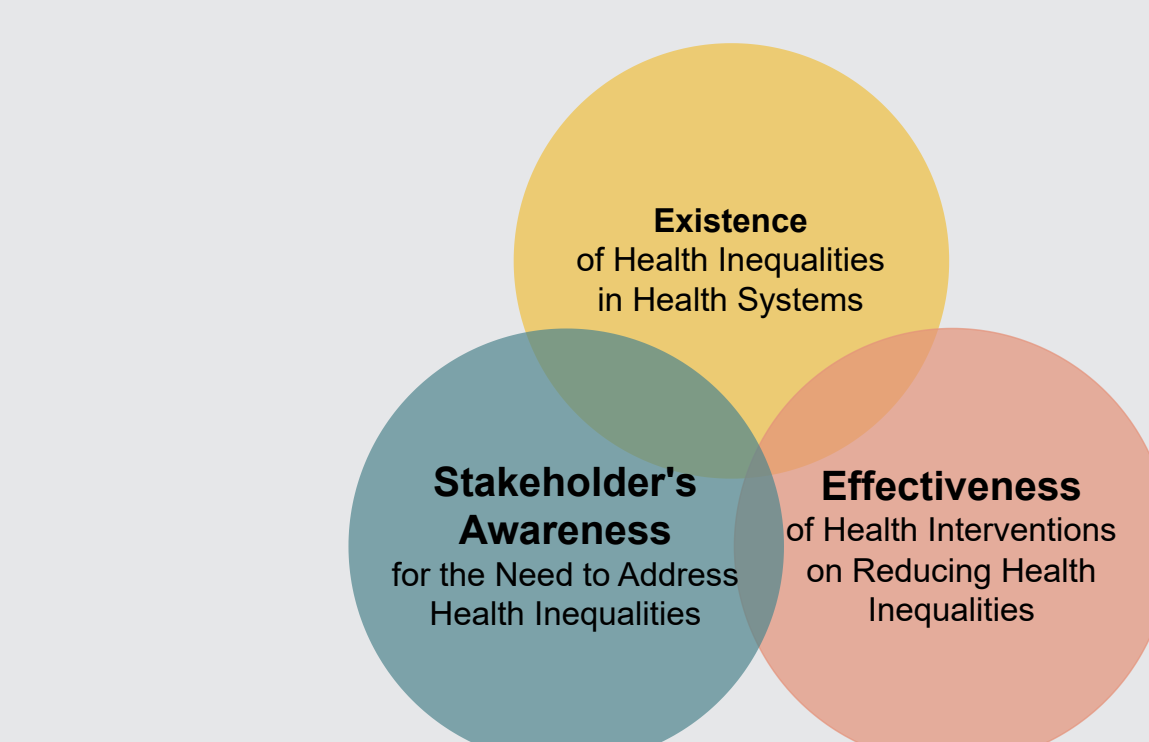 Existence
of Health Inequalities
in Health Systems
Stakeholder's
Awareness
for the Need to Address
Health Inequalities
Effectiveness
of Health Interventions
on Reducing Health
Inequalities